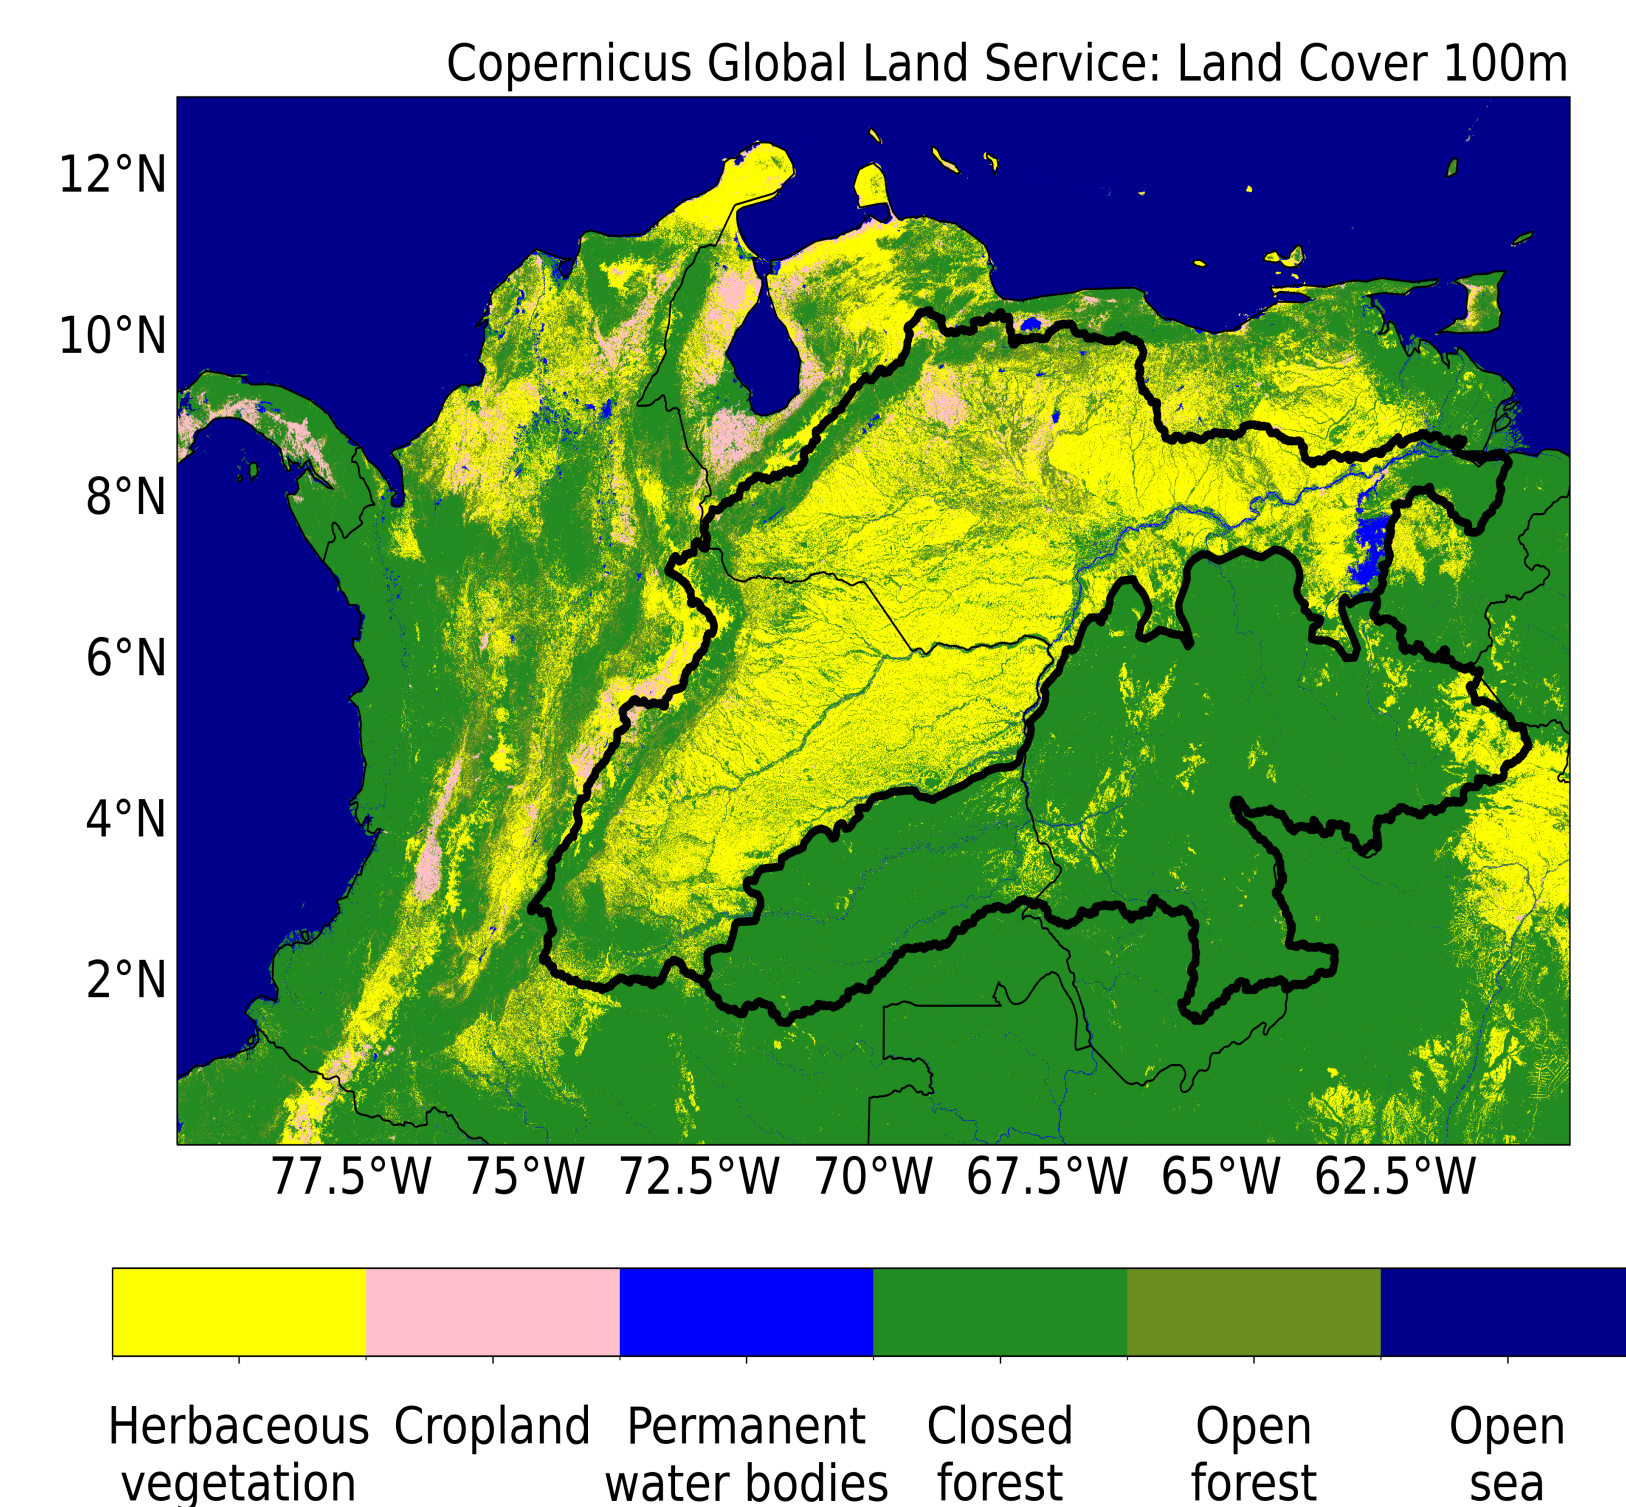 Copernicus Global Land Service: Land Cover 100m
12°N
10°N
8°N
6°N
4°N
2°N
77.5°W 75°W 72.5°W 70°W 67.5°W 65°W 62.5°W
Herbaceous Cropland Permanent Closed Open Open
vegetation water bodies forest forest sea